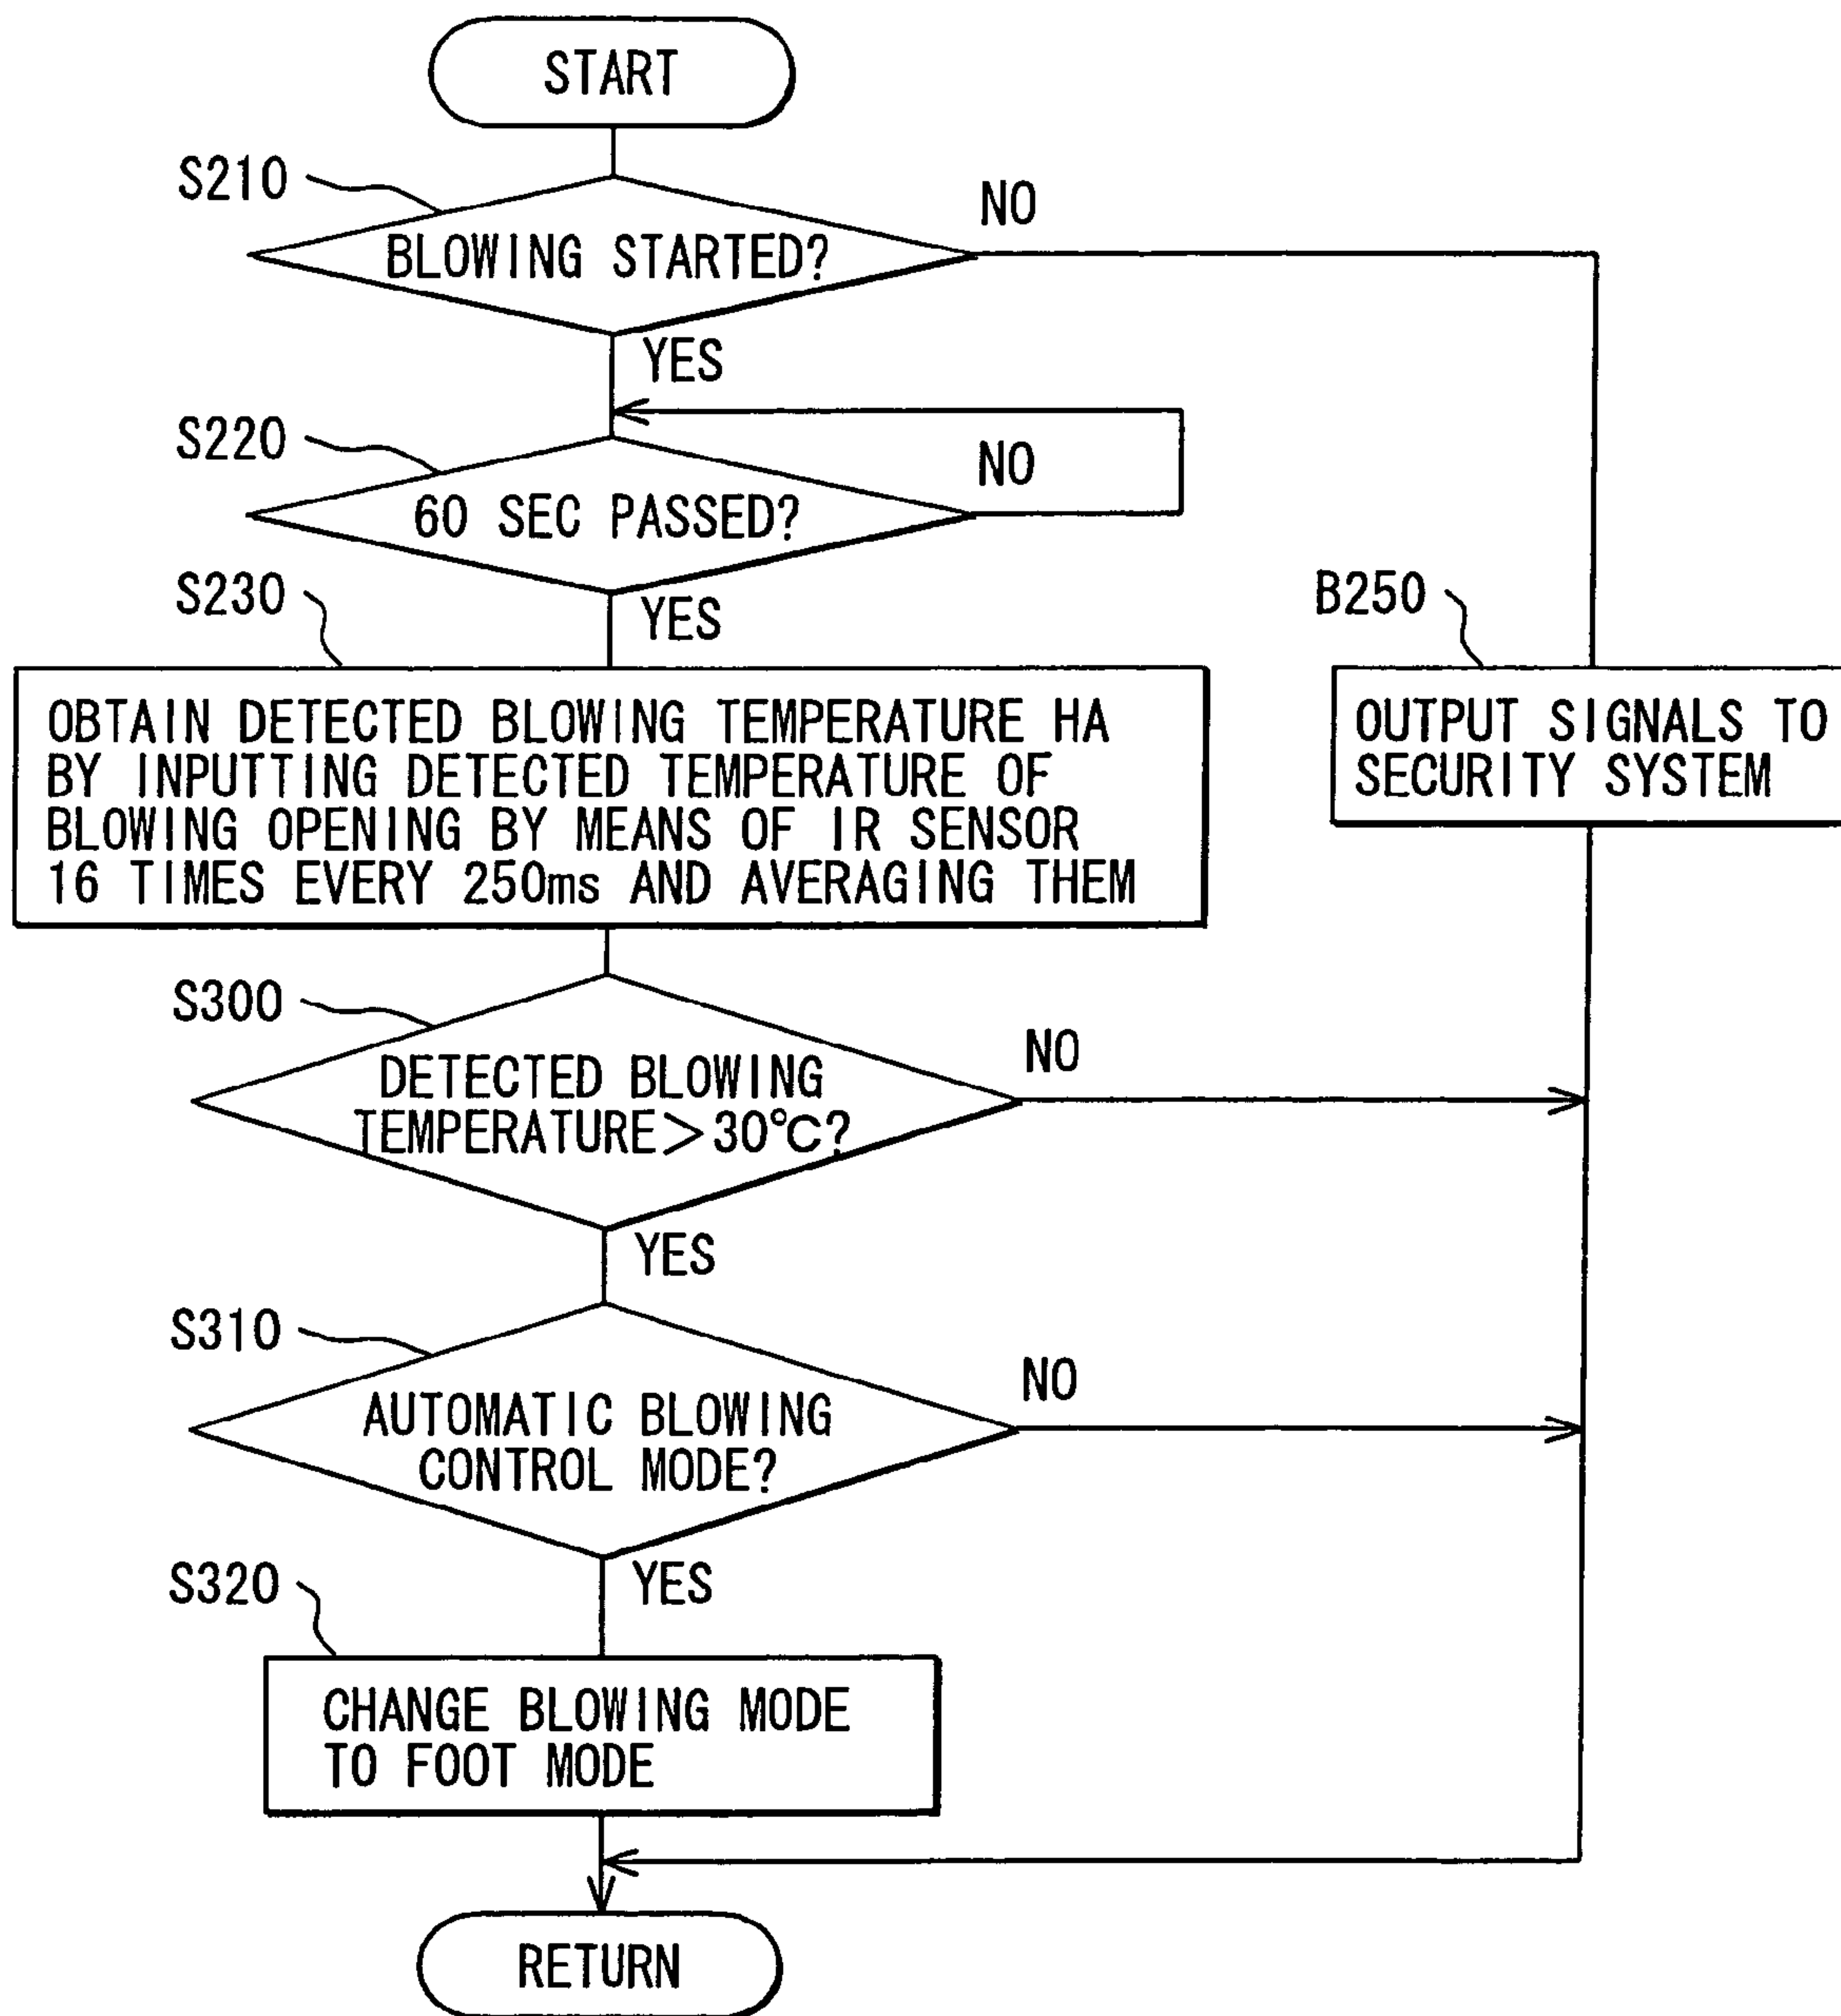 START
S210
NO
BLOWING STARTED?
YES
S220
NO
60 SEC PASSED?
S230
YES
B250
OBTAIN DETECTED BLOWING TEMPERATURE HA
BY INPUTTING DETECTED TEMPERATURE OF
BLOWING OPENING BY MEANS OF IR SENSOR
16 TIMES EVERY 250ms AND AVERAGING THEM
OUTPUT SIGNALS TO
SECURITY SYSTEM
S300
NO
DETECTED BLOWING
TEMPERATURE>30℃?
YES
S310
NO
AUTOMATIC BLOWING
CONTROL MODE?
S320
YES
CHANGE BLOWING MODE
TO FOOT MODE
RETURN